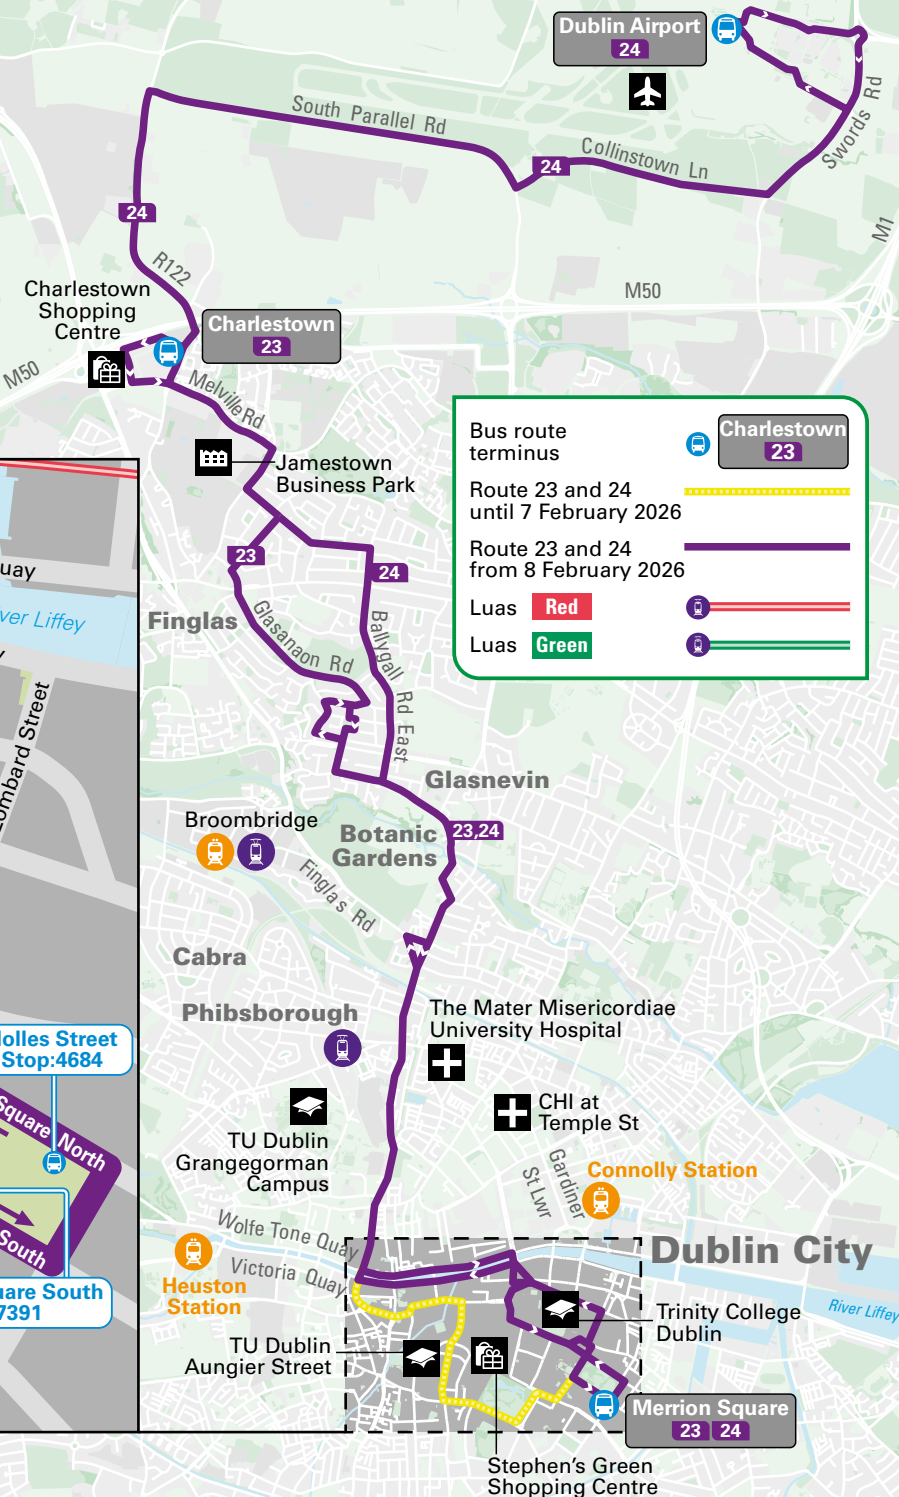 Dublin Airport
24
South Parallel Rd
Collinstown Ln
24
Swords Rd
M1
24
R122
M50
Charlestown
Shopping
Centre
Charlestown
23
M50
Melville Rd
Jamestown
Business Park
Bus route
terminus
Charlestown
23
Route 23 and 24
until 7 February 2026
Route 23 and 24
from 8 February 2026
Luas Red
Luas Green
23
24
Finglas
Glasanaon Rd
Ballygall Rd East
uay
ver Liffey
y
Lombard Street
Glasnevin
Broombridge
Botanic
Gardens
23,24
Finglas Rd
Cabra
Phibsborough
The Mater Misericordiae
University Hospital
CHI at
Temple St
TU Dublin
Grangegorman
Campus
Gardiner
St Lwr
Connolly Station
Wolfe Tone Quay
Victoria Quay
Heuston
Station
Dublin City
River Liffey
Trinity College
Dublin
TU Dublin
Aungier Street
Merrion Square
23 24
Stephen's Green
Shopping Centre
lolles Street
Stop:4684
Square North
South
uare South
7391